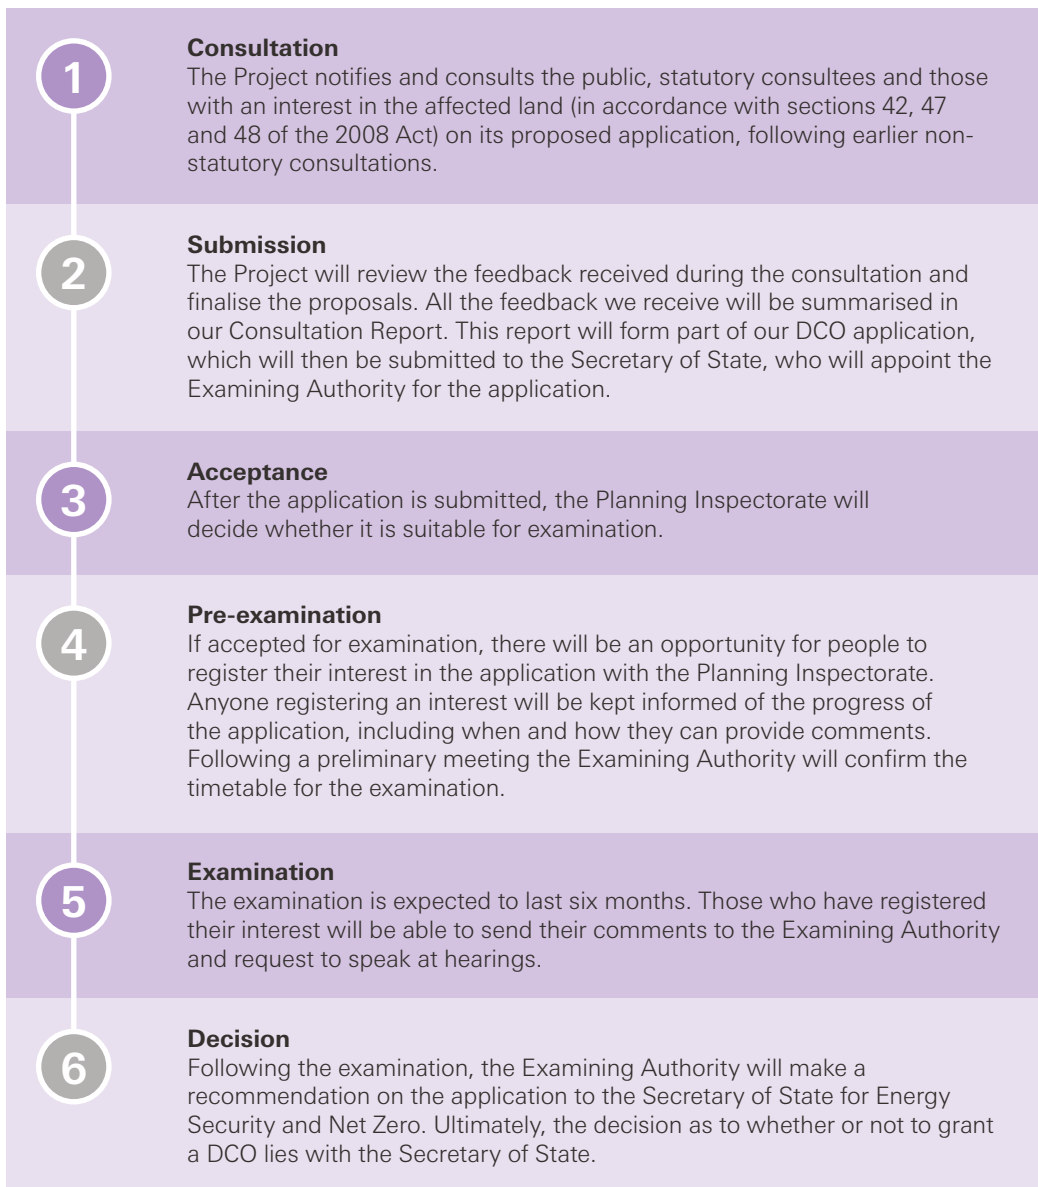 1
Consultation
The Project notifies and consults the public, statutory consultees and those
with an interest in the affected land (in accordance with sections 42, 47
and 48 of the 2008 Act) on its proposed application, following earlier non-
statutory consultations.
2
Submission
The Project will review the feedback received during the consultation and
finalise the proposals. All the feedback we receive will be summarised in
our Consultation Report. This report will form part of our DCO application,
which will then be submitted to the Secretary of State, who will appoint the
Examining Authority for the application.
3
Acceptance
After the application is submitted, the Planning Inspectorate will
decide whether it is suitable for examination.
4
Pre-examination
If accepted for examination, there will be an opportunity for people to
register their interest in the application with the Planning Inspectorate.
Anyone registering an interest will be kept informed of the progress of
the application, including when and how they can provide comments.
Following a preliminary meeting the Examining Authority will confirm the
timetable for the examination.
5
Examination
The examination is expected to last six months. Those who have registered
their interest will be able to send their comments to the Examining Authority
and request to speak at hearings.
6
Decision
Following the examination, the Examining Authority will make a
recommendation on the application to the Secretary of State for Energy
Security and Net Zero. Ultimately, the decision as to whether or not to grant
a DCO lies with the Secretary of State.